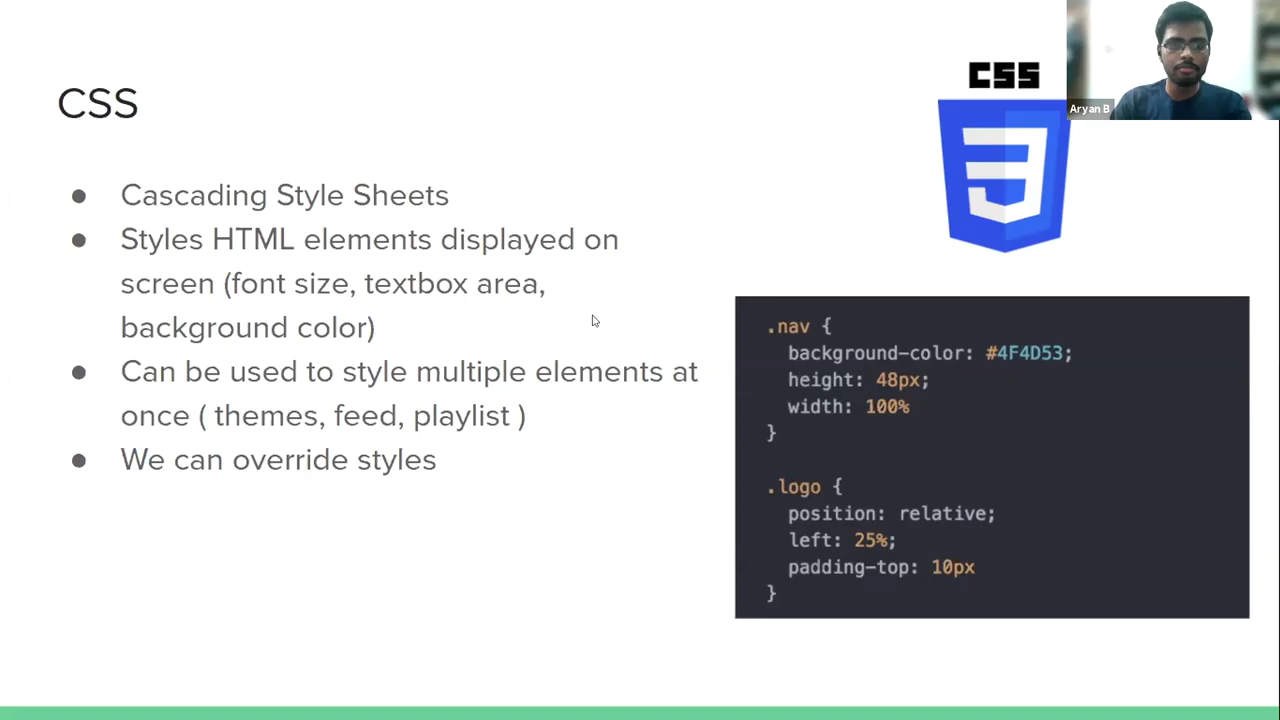 CSS
● Cascading Style Sheets
● Styles HTML elements displayed on
screen (font size, textbox area,
background color)
● Can be used to style multiple elements at
once ( themes, feed, playlist )
● We can override styles
CSS
3
Aryan B
.nav {
  background-color: #4F4D53;
  height: 48px;
  width: 100%
}

.logo {
  position: relative;
  left: 25%;
  padding-top: 10px
}